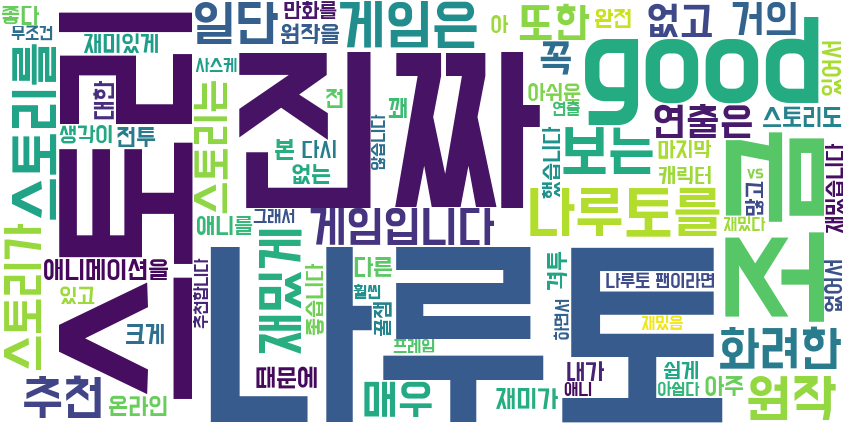 좋다
무조건
재미있게
일단
만화를
원작을
게임은
아
또한
완전
없고
거의
스토리를
스토리
대한
사스케
진짜
전
꽤
아쉬운
연출
꼭
good
있어서
연출은
스토리도
생각이
전투
스토리는
본
다시
없는
않습니다
보는
마지막
캐릭터
했습니다
vs
많고
조금
재밌습니다
애니를
그래서
게임입니다
나루토를
재밌다
스토리가
애니메이션을
있고
크게
추천합니다
재밌게
좋습니다
다른
훨씬
꿀잼
프레임
나루토
격투
하면서
나루토 팬이라면
없어서
재밌음
화려한
추천
온라인
때문에
매우
재미가
내가
애니
쉽게
아쉽다
아주
원작